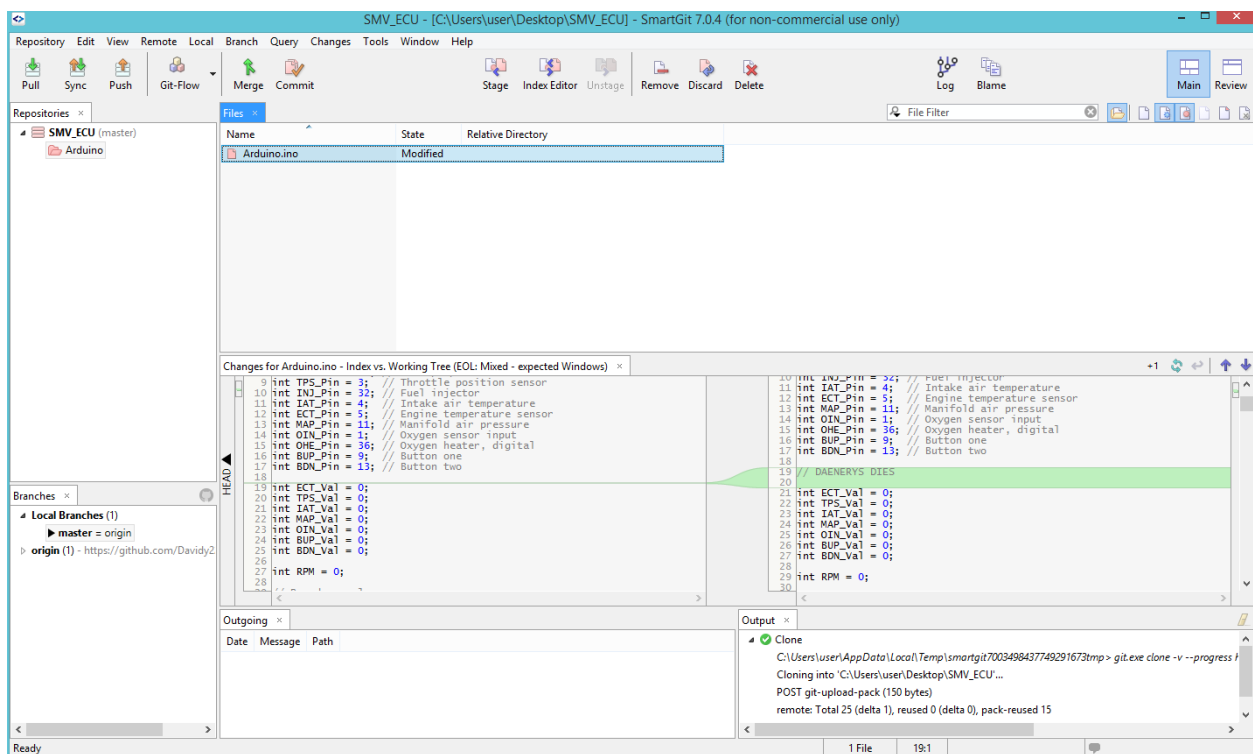 SMV_ECU - [C:\Users\user\Desktop\SMV_ECU] - SmartGit 7.0.4 (for non-commercial use only)
Repository Edit View Remote Local Branch Query Changes Tools Window Help
Pull Sync Push Git-Flow Merge Commit Stage Index Editor Unstage Remove Discard Delete Log Blame Main Review
Repositories
SMV_ECU (master)
Arduino
Files
File Filter
Name State Relative Directory
Arduino.ino Modified
Changes for Arduino.ino - Index vs. Working Tree (EOL: Mixed - expected Windows)
+1
HEAD
9 int TPS_Pin = 3; // Throttle position sensor
10 int INJ_Pin = 32; // Fuel injector
11 int IAT_Pin = 4; // Intake air temperature
12 int ECT_Pin = 5; // Engine temperature sensor
13 int MAP_Pin = 11; // Manifold air pressure
14 int OIN_Pin = 1; // Oxygen sensor input
15 int OHE_Pin = 36; // Oxygen heater, digital
16 int BUP_Pin = 9; // Button one
17 int BDN_Pin = 13; // Button two
18
19 int ECT_Val = 0;
20 int TPS_Val = 0;
21 int IAT_Val = 0;
22 int MAP_Val = 0;
23 int OIN_Val = 0;
24 int BUP_Val = 0;
25 int BDN_Val = 0;
26
27 int RPM = 0;
28
10 int INJ_Pin = 32; // Fuel injector
11 int IAT_Pin = 4; // Intake air temperature
12 int ECT_Pin = 5; // Engine temperature sensor
13 int MAP_Pin = 11; // Manifold air pressure
14 int OIN_Pin = 1; // Oxygen sensor input
15 int OHE_Pin = 36; // Oxygen heater, digital
16 int BUP_Pin = 9; // Button one
17 int BDN_Pin = 13; // Button two
18
19 // DAENERYS DIES
20
21 int ECT_Val = 0;
22 int TPS_Val = 0;
23 int IAT_Val = 0;
24 int MAP_Val = 0;
25 int OIN_Val = 0;
26 int BUP_Val = 0;
27 int BDN_Val = 0;
28
29 int RPM = 0;
30
Branches
Local Branches (1)
master = origin
origin (1) - https://github.com/Davidy2
Outgoing
Date Message Path
Output
Clone
C:\Users\user\AppData\Local\Temp\smartgit7003498437749291673tmp> git.exe clone -v --progress
Cloning into 'C:\Users\user\Desktop\SMV_ECU'...
POST git-upload-pack (150 bytes)
remote: Total 25 (delta 1), reused 0 (delta 0), pack-reused 15
Ready 1 File 19:1